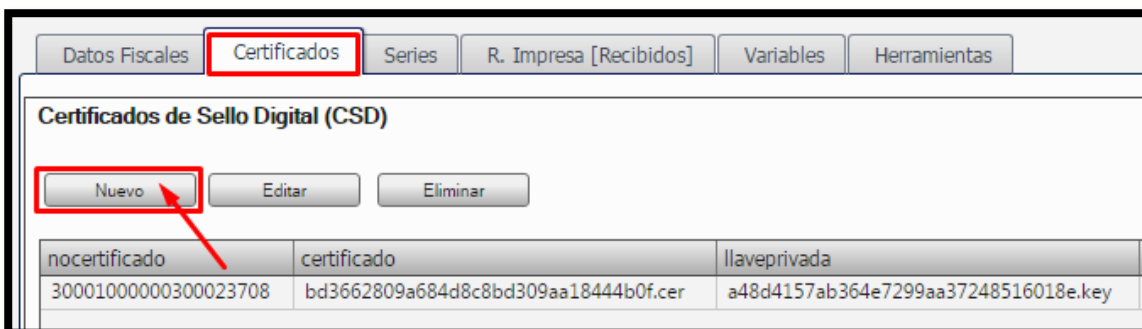 Datos Fiscales Certificados Series R. Impresa [Recibidos] Variables Herramientas
Certificados de Sello Digital (CSD)
Nuevo Editar Eliminar
nocertificado certificado llaveprivada
30001000000300023708 bd3662809a684d8c8bd309aa18444b0f.cer a48d4157ab364e7299aa37248516018e.key